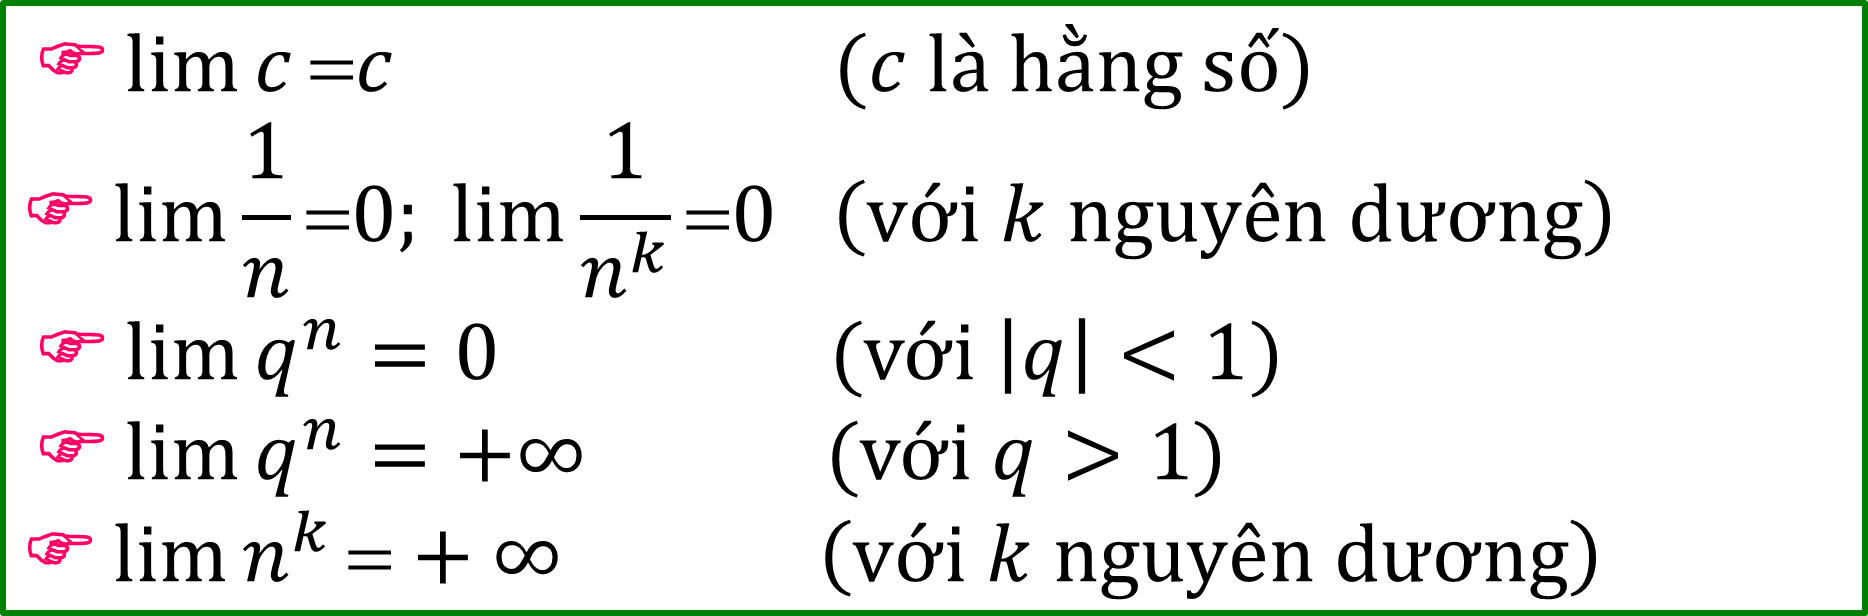 ☞ lim c =c (c là hằng số)
☞ lim 1/n =0; lim 1/n^k =0 (với k nguyên dương)
☞ lim q^n = 0 (với |q| < 1)
☞ lim q^n = +∞ (với q > 1)
☞ lim n^k = + ∞ (với k nguyên dương)